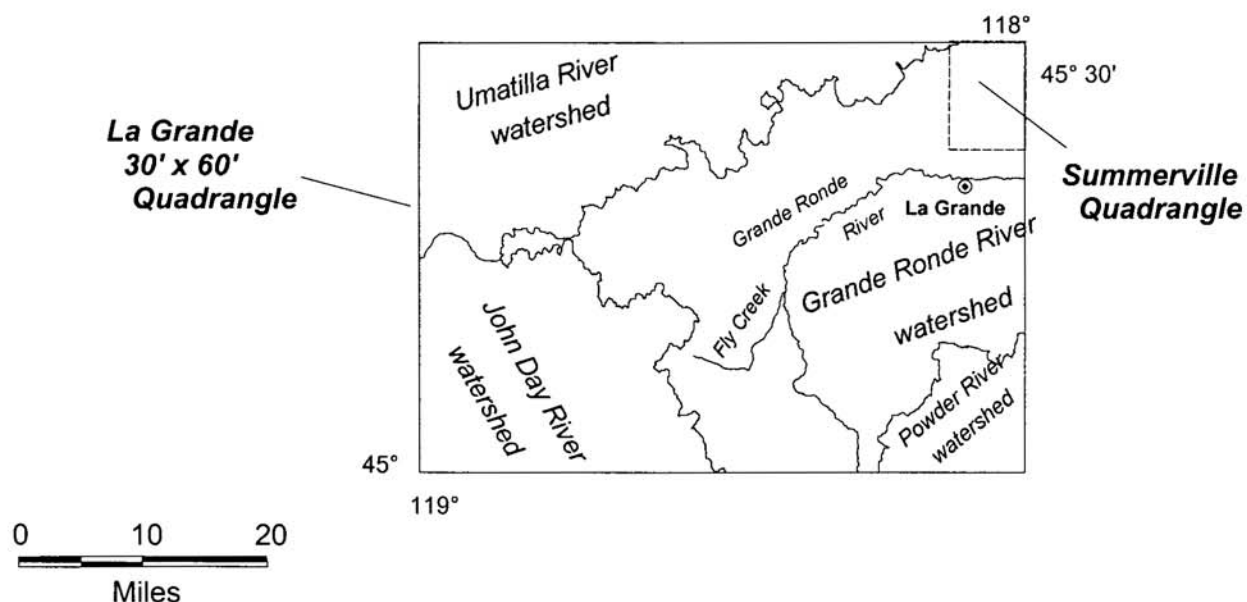 118°
45° 30'
Umatilla River
watershed
La Grande
30' x 60'
Quadrangle
Summerville
Quadrangle
Grande Ronde
River
La Grande
Grande Ronde River
watershed
Fly Creek
John Day River
watershed
Powder River
watershed
45°
119°
0 10 20
Miles